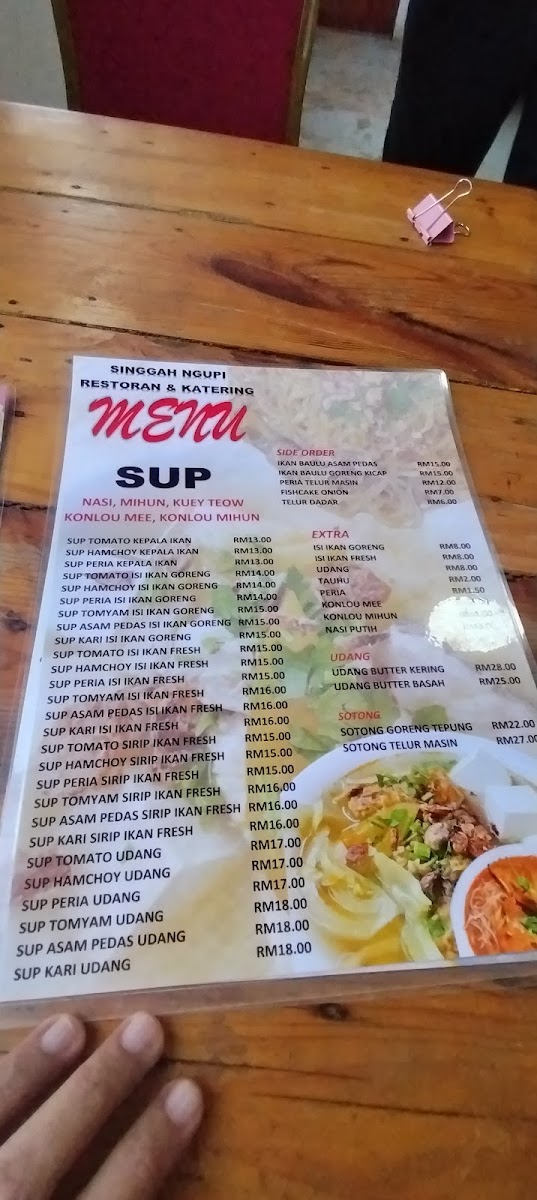 SINGGAH NGUPI
RESTORAN & KATERING
MENU
SUP
NASI, MIHUN, KUEY TEOW
KONLOU MEE, KONLOU MIHUN
SUP TOMATO KEPALA IKAN RM13.00
SUP HAMCHOY KEPALA IKAN RM13.00
SUP PERIA KEPALA IKAN RM13.00
SUP TOMATO ISI IKAN GORENG RM14.00
SUP HAMCHOY ISI IKAN GORENG RM14.00
SUP PERIA ISI IKAN GORENG RM14.00
SUP TOMYAM ISI IKAN GORENG RM15.00
SUP ASAM PEDAS ISI IKAN GORENG RM15.00
SUP KARI ISI IKAN GORENG RM15.00
SUP TOMATO ISI IKAN FRESH RM15.00
SUP HAMCHOY ISI IKAN FRESH RM15.00
SUP PERIA ISI IKAN FRESH RM15.00
SUP TOMYAM ISI IKAN FRESH RM16.00
SUP ASAM PEDAS ISI IKAN FRESH RM16.00
SUP KARI ISI IKAN FRESH RM16.00
SUP TOMATO SIRIP IKAN FRESH RM15.00
SUP HAMCHOY SIRIP IKAN FRESH RM15.00
SUP PERIA SIRIP IKAN FRESH RM15.00
SUP TOMYAM SIRIP IKAN FRESH RM16.00
SUP ASAM PEDAS SIRIP IKAN FRESH RM16.00
SUP KARI SIRIP IKAN FRESH RM16.00
SUP TOMATO UDANG RM17.00
SUP HAMCHOY UDANG RM17.00
SUP PERIA UDANG RM17.00
SUP TOMYAM UDANG RM18.00
SUP ASAM PEDAS UDANG RM18.00
SUP KARI UDANG RM18.00
SIDE ORDER
IKAN BAULU ASAM PEDAS RM15.00
IKAN BAULU GORENG KICAP RM15.00
PERIA TELUR MASIN RM12.00
FISHCAKE ONION RM7.00
TELUR DADAR RM6.00
EXTRA
ISI IKAN GORENG RM8.00
ISI IKAN FRESH RM8.00
UDANG RM8.00
TAUHU RM2.00
PERIA RM1.50
KONLOU MEE
KONLOU MIHUN
NASI PUTIH
UDANG
UDANG BUTTER KERING RM28.00
UDANG BUTTER BASAH RM25.00
SOTONG
SOTONG GORENG TEPUNG RM22.00
SOTONG TELUR MASIN RM27.00